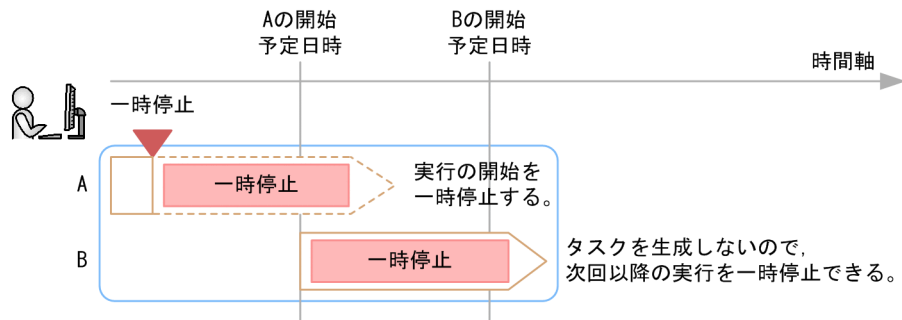 Aの開始
予定日時
Bの開始
予定日時
時間軸
一時停止
A
一時停止
実行の開始を
一時停止する。
B
一時停止
タスクを生成しないので,
次回以降の実行を一時停止できる。